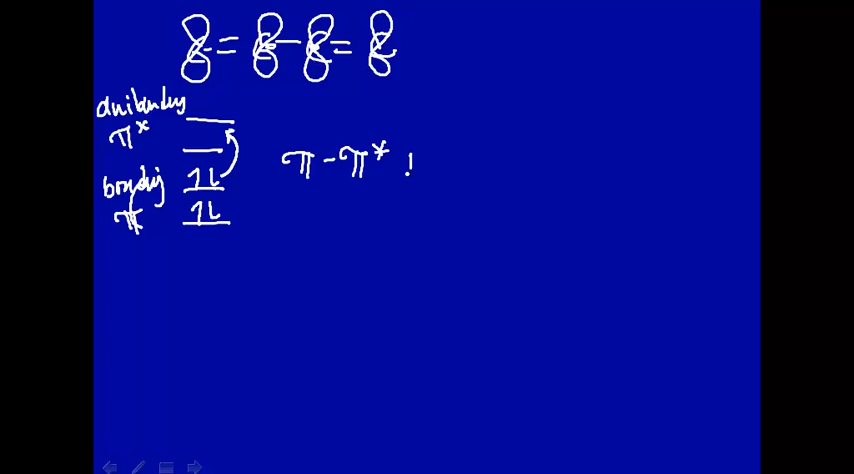 antibonding
π*
bonding
π
π - π* !